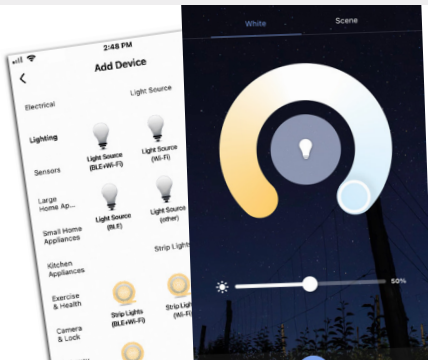 2:48 PM
Add Device
Electrical
Light Source
Lighting
Light Source
(BLE+Wi-Fi)
Light Source
(Wi-Fi)
Sensors
Large
Home Ap...
Light Source
(BLE)
Light Source
(other)
Small Home
Appliances
Strip Lights
Kitchen
Appliances
Exercise
& Health
Strip Lights
(BLE+Wi-Fi)
Strip Ligh
(Wi-Fi)
Camera
& Lock
White
Scene
50%